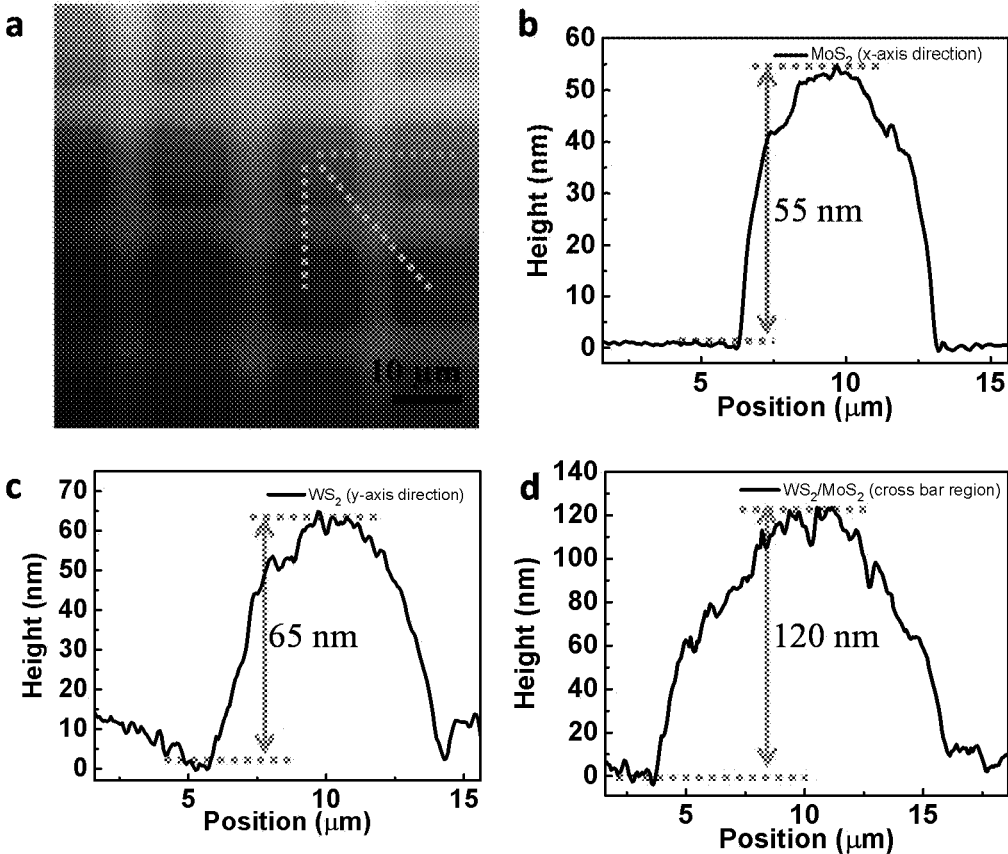 a
10 μm
b
MoS₂ (x-axis direction)
60
50
40
30
20
10
0
Height (nm)
55 nm
5
10
15
Position (μm)
c
WS₂ (y-axis direction)
70
60
50
40
30
20
10
0
Height (nm)
65 nm
5
10
15
Position (μm)
d
WS₂/MoS₂ (cross bar region)
140
120
100
80
60
40
20
0
Height (nm)
120 nm
5
10
15
Position (μm)